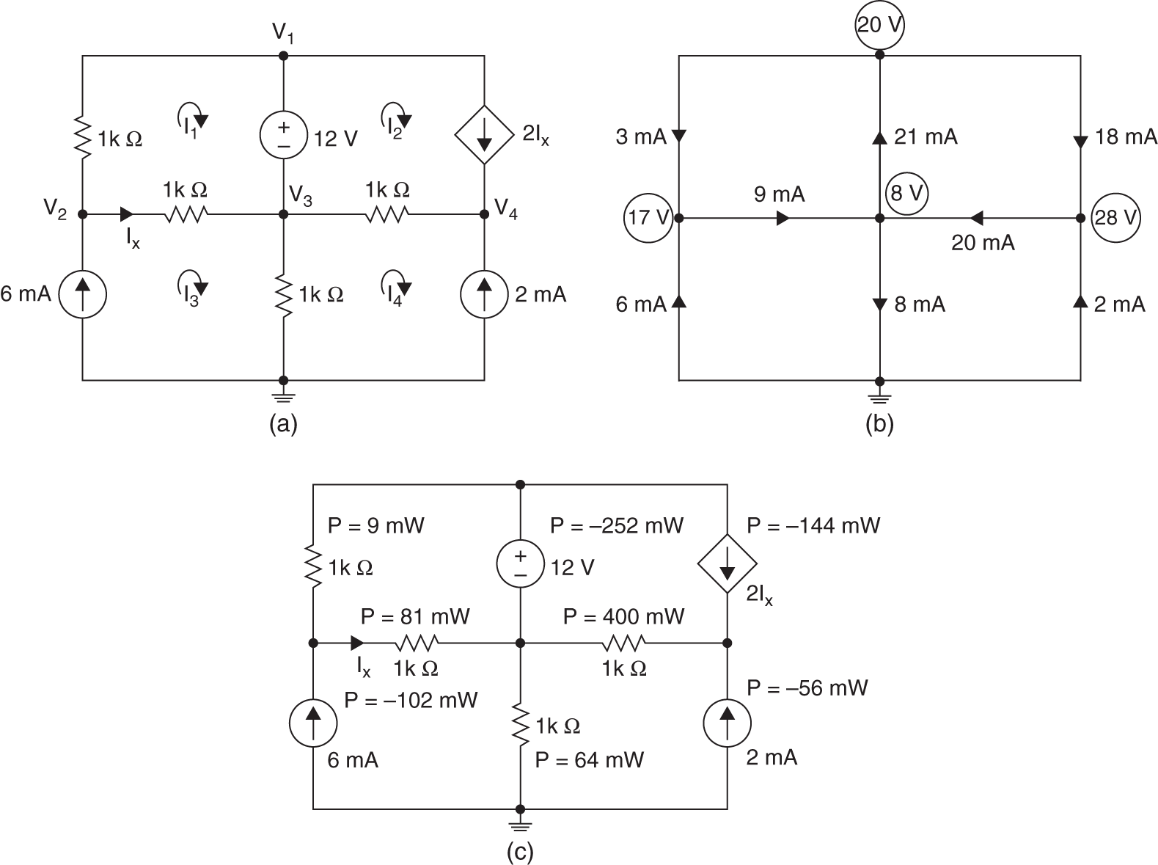 V1
I1
I2
1k Ω
+
−
12 V
2Ix
1k Ω
1k Ω
V2
V3
V4
Ix
I3
I4
6 mA
1k Ω
2 mA
(a)
20 V
3 mA
21 mA
18 mA
9 mA
8 V
17 V
28 V
20 mA
6 mA
8 mA
2 mA
(b)
P = 9 mW
P = –252 mW
P = –144 mW
1k Ω
+
−
12 V
2Ix
P = 81 mW
P = 400 mW
Ix
1k Ω
1k Ω
P = –102 mW
P = –56 mW
1k Ω
6 mA
P = 64 mW
2 mA
(c)